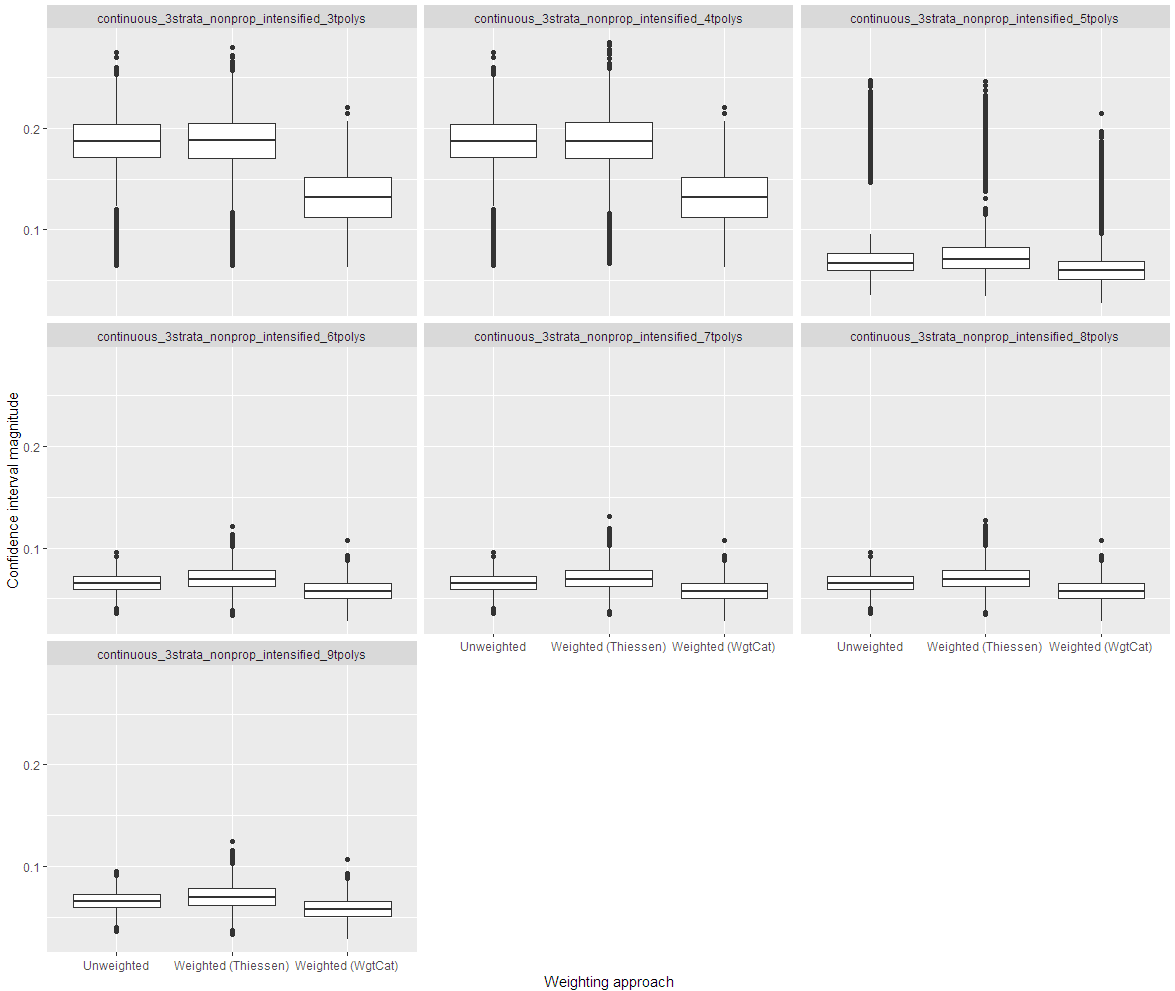 continuous_3strata_nonprop_intensified_3tpolys
continuous_3strata_nonprop_intensified_4tpolys
continuous_3strata_nonprop_intensified_5tpolys
0.2
0.1
continuous_3strata_nonprop_intensified_6tpolys
continuous_3strata_nonprop_intensified_7tpolys
continuous_3strata_nonprop_intensified_8tpolys
Confidence interval magnitude
0.2
0.1
Unweighted Weighted (Thiessen) Weighted (WgtCat)
Unweighted Weighted (Thiessen) Weighted (WgtCat)
continuous_3strata_nonprop_intensified_9tpolys
0.2
0.1
Unweighted Weighted (Thiessen) Weighted (WgtCat)
Weighting approach